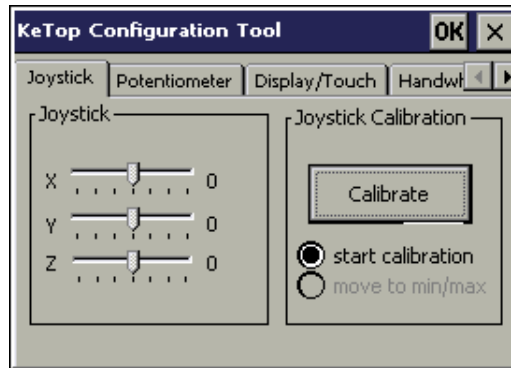 KeTop Configuration Tool OK
Joystick Potentiometer Display/Touch
Joystick
X 0
Y 0
Z 0
Joystick Calibration
Calibrate
start calibration
move to min/max